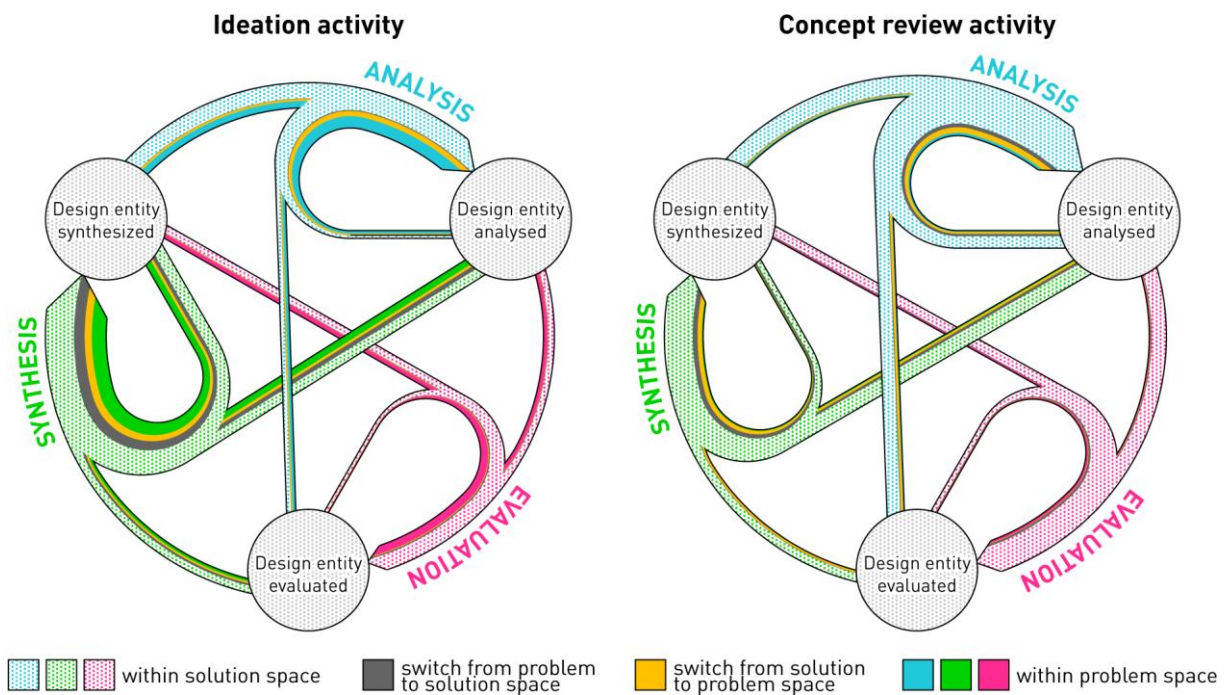 Ideation activity
ANALYSIS
Design entity
synthesized
Design entity
analysed
SYNTHESIS
EVALUATION
Design entity
evaluated
Concept review activity
ANALYSIS
Design entity
synthesized
Design entity
analysed
SYNTHESIS
EVALUATION
Design entity
evaluated
within solution space
switch from problem
to solution space
switch from solution
to problem space
within problem space